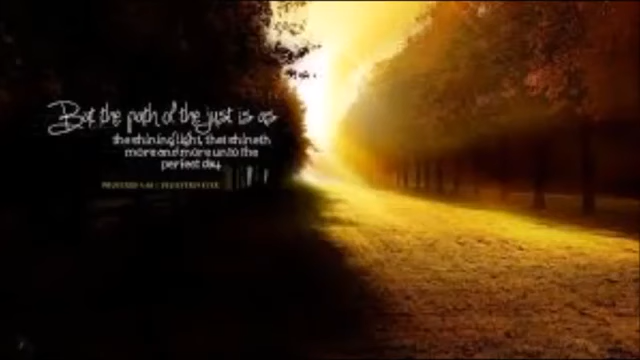 But the path of the just is as
the shining light, that shineth
more and more unto the
perfect day.